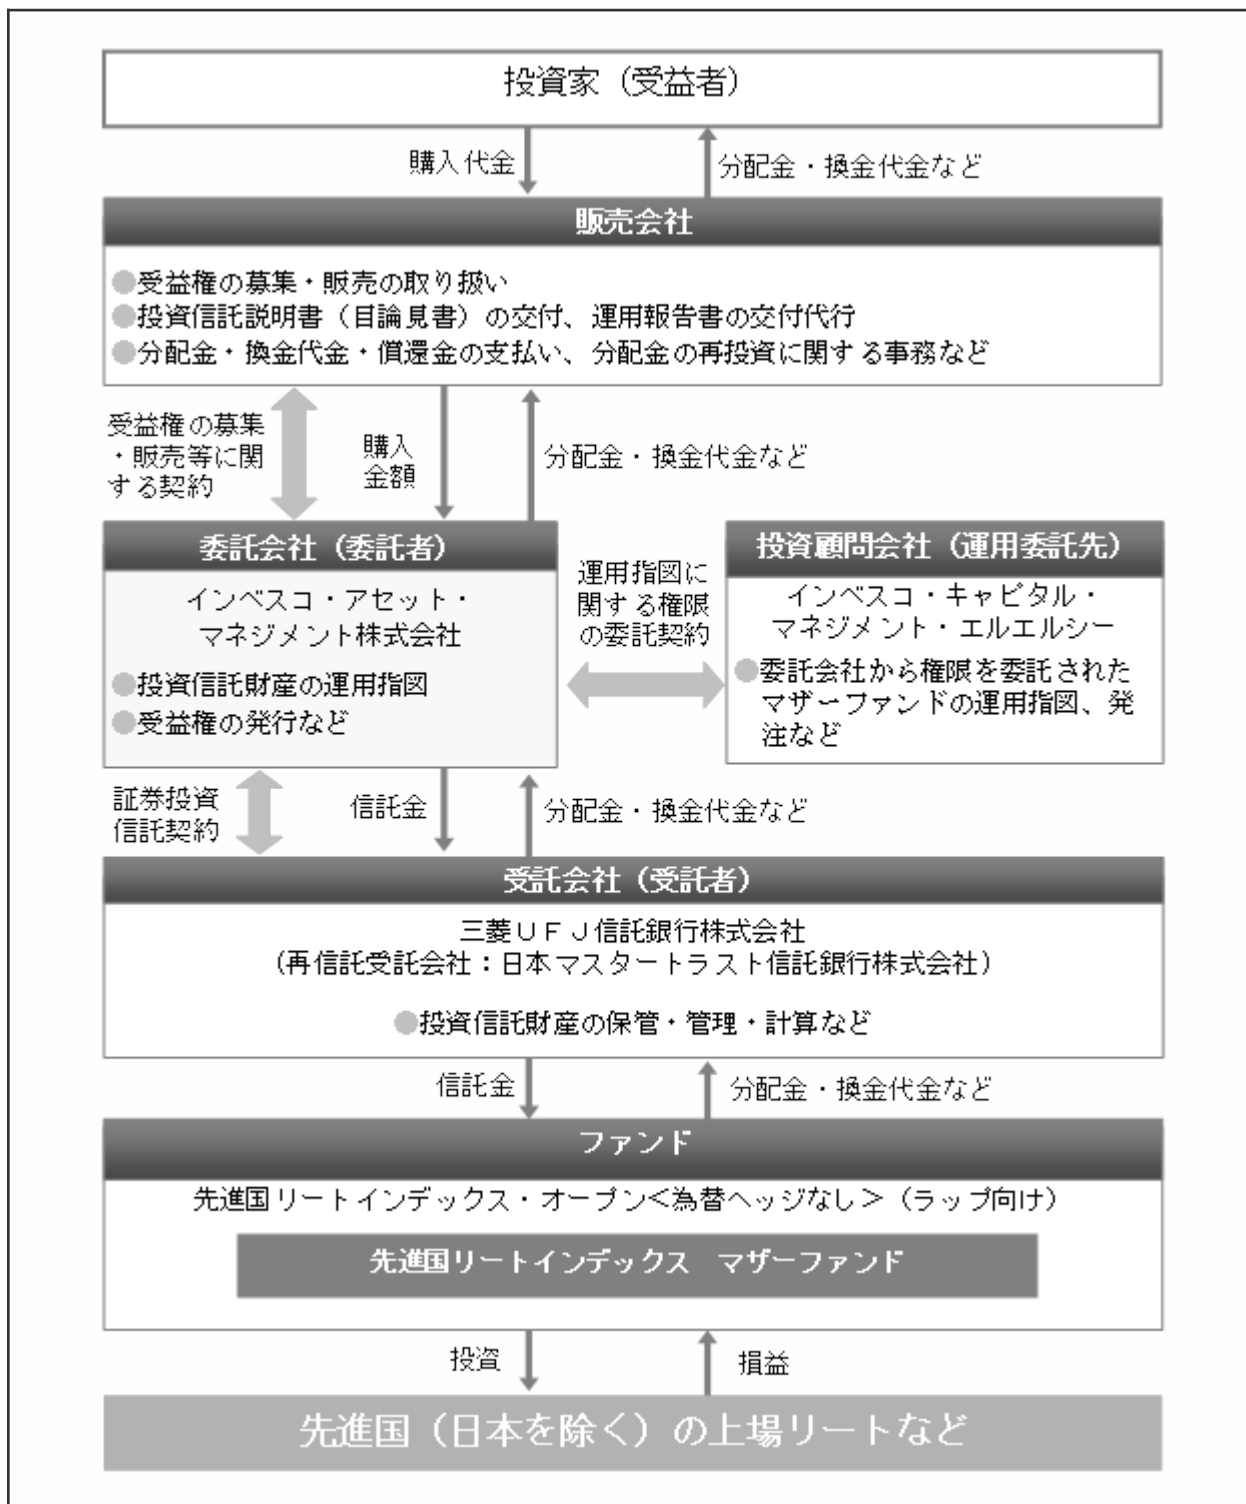 投資家（受益者）
購入代金
分配金・換金代金など
販売会社
●受益権の募集・販売の取り扱い
●投資信託説明書（目論見書）の交付、運用報告書の交付代行
●分配金・換金代金・償還金の支払い、分配金の再投資に関する事務など
受益権の募集
・販売等に関
する契約
購入
金額
分配金・換金代金など
委託会社（委託者）
インベスコ・アセット・
マネジメント株式会社
●投資信託財産の運用指図
●受益権の発行など
運用指図に
関する権限
の委託契約
投資顧問会社（運用委託先）
インベスコ・キャピタル・
マネジメント・エルエルシー
●委託会社から権限を委託された
マザーファンドの運用指図、発
注など
証券投資
信託契約
信託金
分配金・換金代金など
受託会社（受託者）
三菱ＵＦＪ信託銀行株式会社
（再信託受託会社：日本マスタートラスト信託銀行株式会社）
●投資信託財産の保管・管理・計算など
信託金
分配金・換金代金など
ファンド
先進国リートインデックス・オープン＜為替ヘッジなし＞（ラップ向け）
先進国リートインデックス　マザーファンド
投資
損益
先進国（日本を除く）の上場リートなど